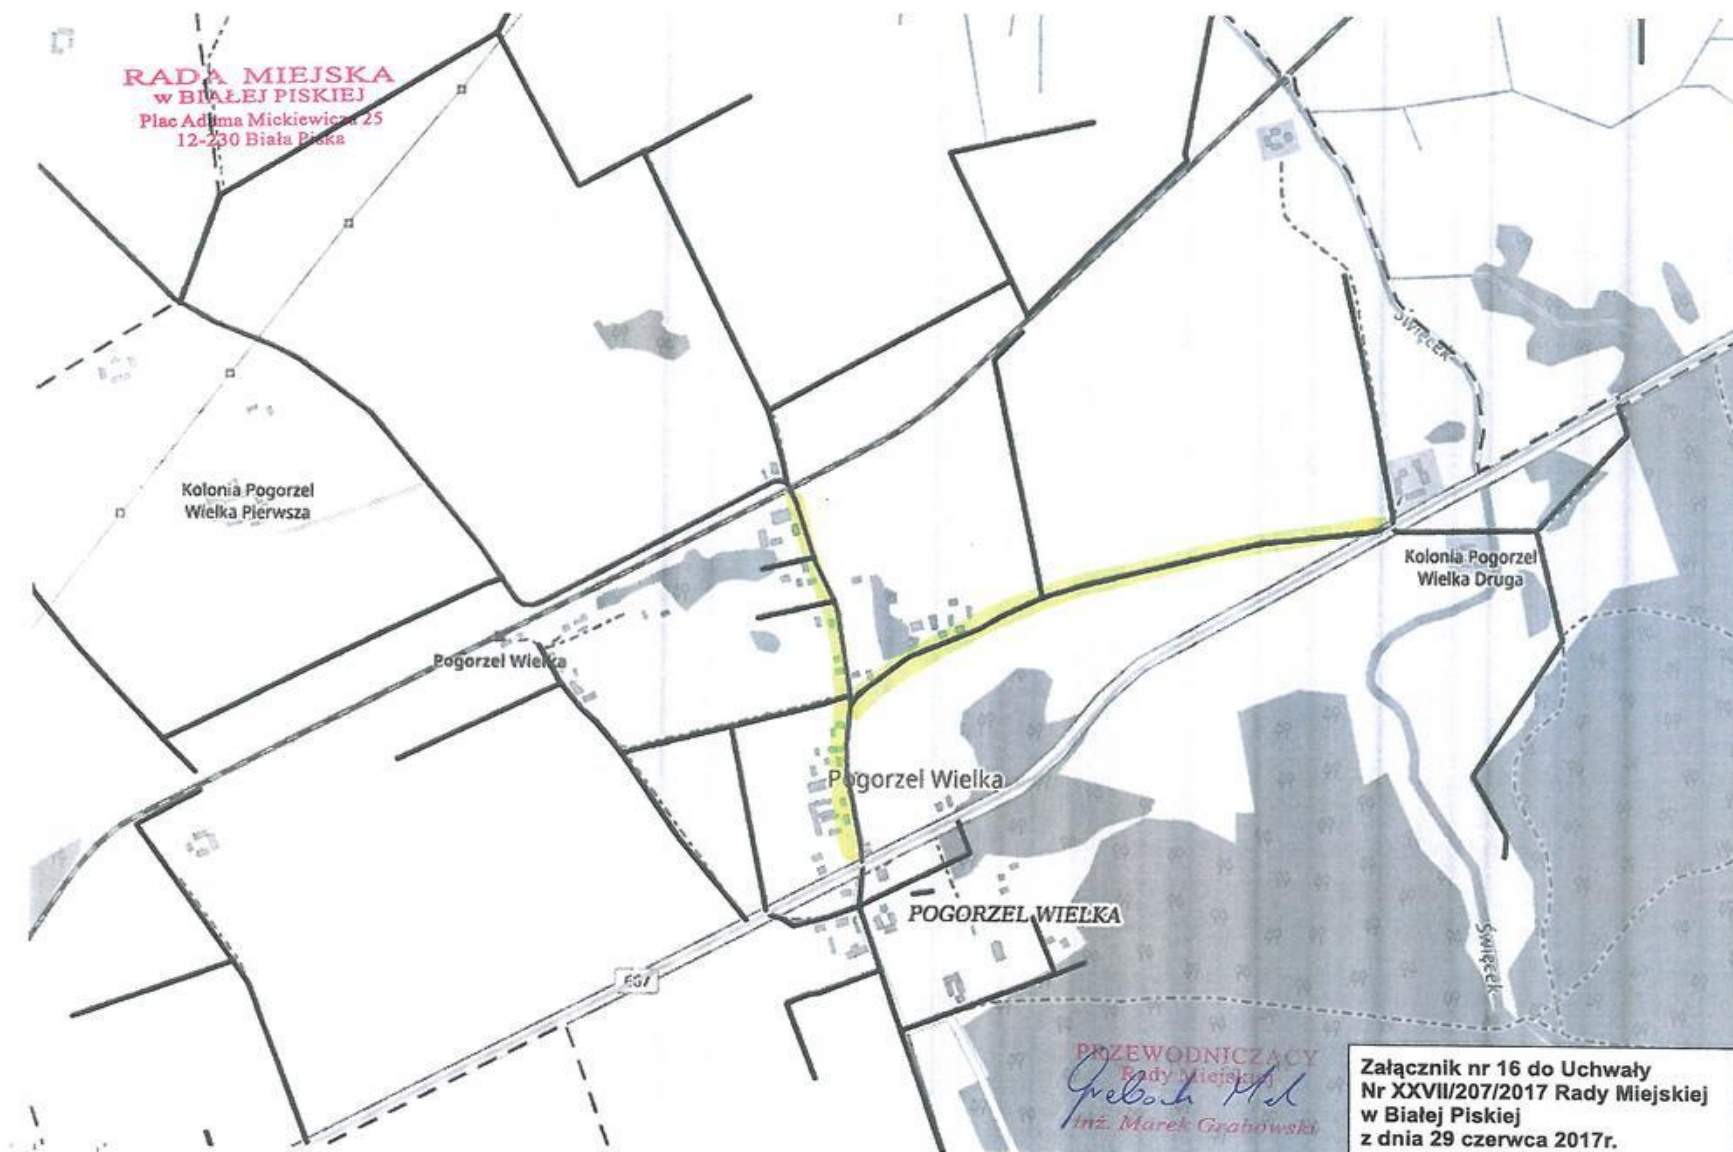 RADA MIEJSKA
w BIAŁEJ PISKIEJ
Plac Adama Mickiewicza 25
12-230 Biała Piska
Święcek
Kolonia Pogorzel
Wielka Pierwsza
Kolonia Pogorzel
Wielka Druga
Pogorzel Wielka
Pogorzel Wielka
POGORZEL WIELKA
667
Święcek
PRZEWODNICZĄCY
Rady Miejskiej
inż. Marek Grabowski
Załącznik nr 16 do Uchwały
Nr XXVII/207/2017 Rady Miejskiej
w Białej Piskiej
z dnia 29 czerwca 2017r.